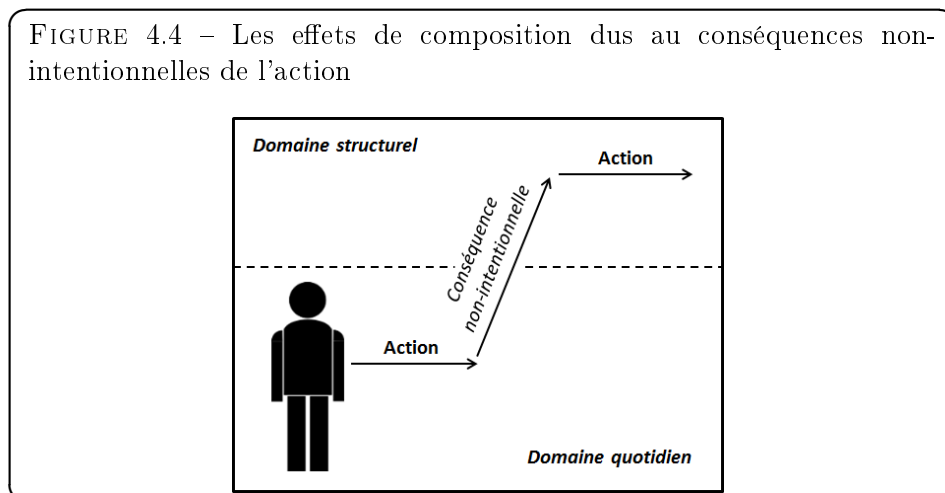 FIGURE 4.4 – Les effets de composition dus au conséquences non-
intentionnelles de l'action
Domaine structurel
Action
Conséquence
non-intentionnelle
Action
Domaine quotidien